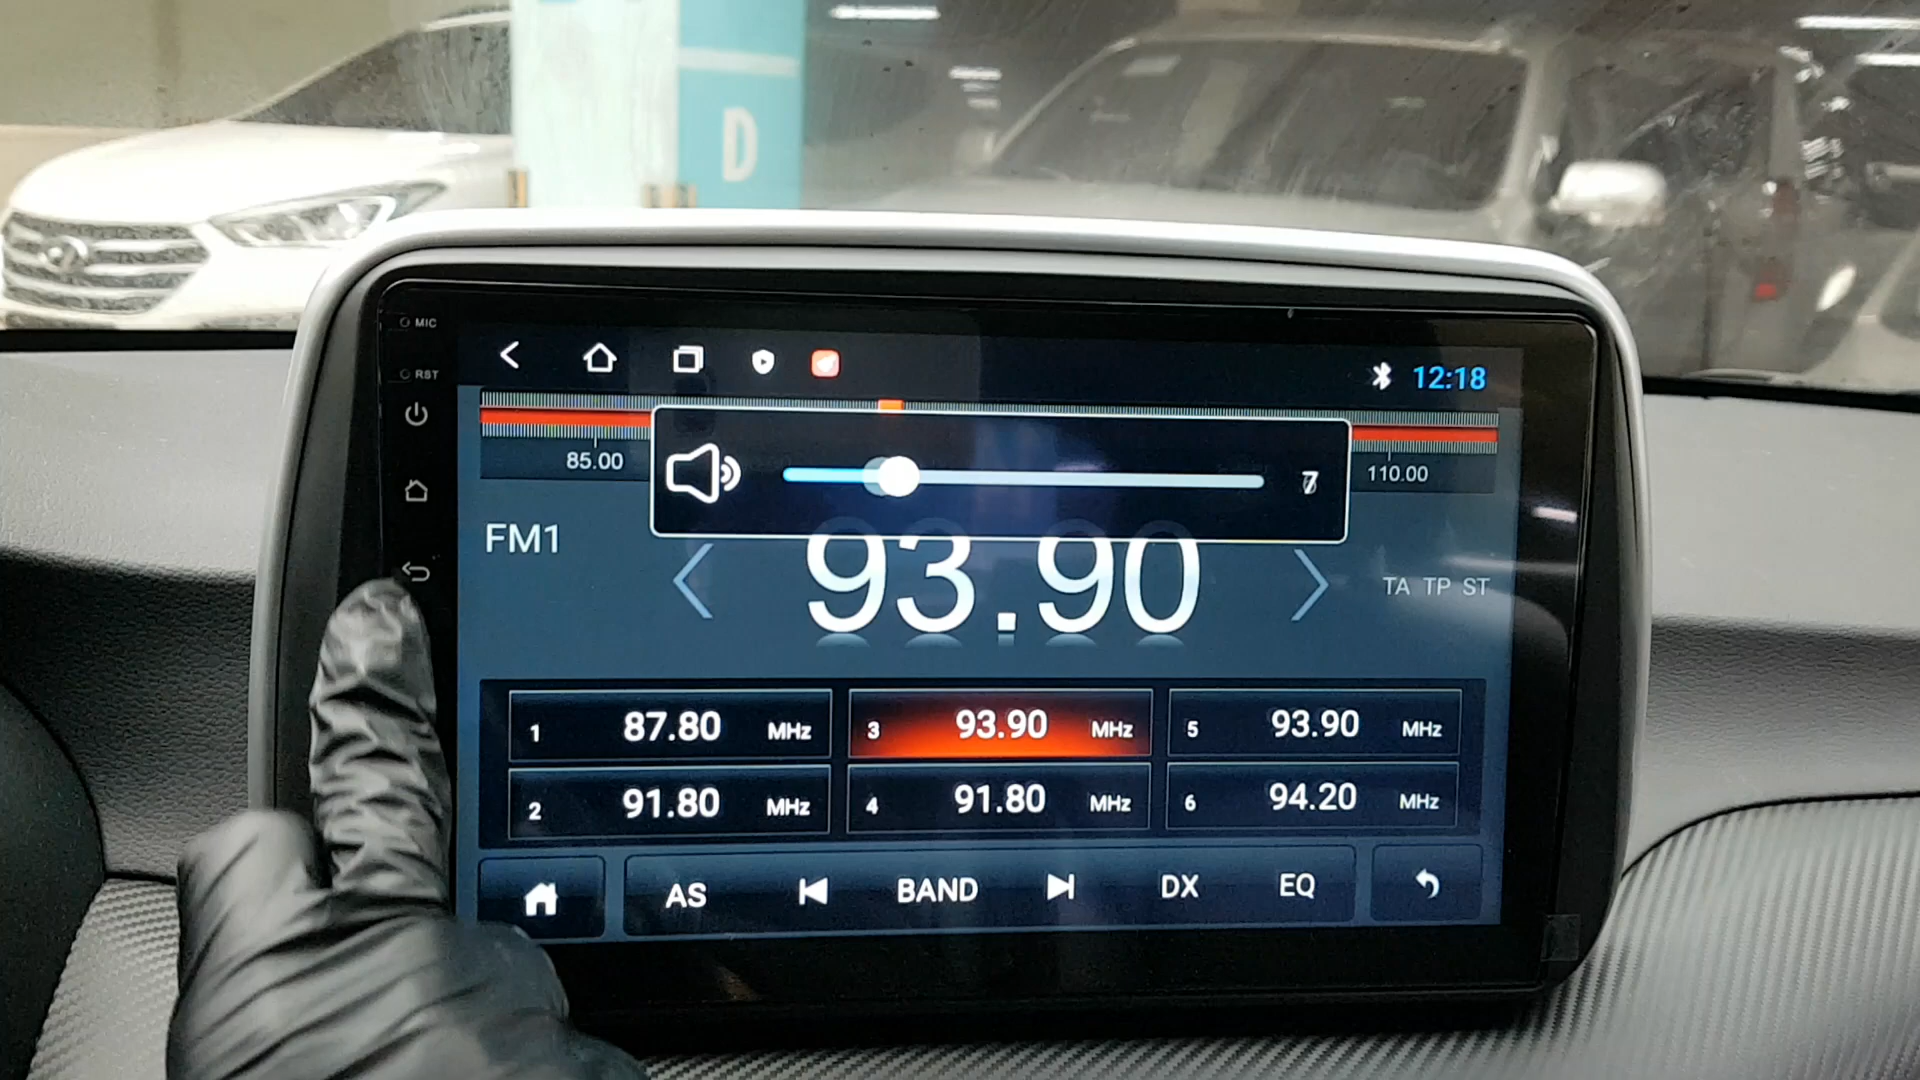 D
MIC
RST
12:18
85.00
110.00
FM1
93.90
TA TP ST
1 87.80 MHz
3 93.90 MHz
5 93.90 MHz
2 91.80 MHz
4 91.80 MHz
6 94.20 MHz
AS
BAND
DX
EQ